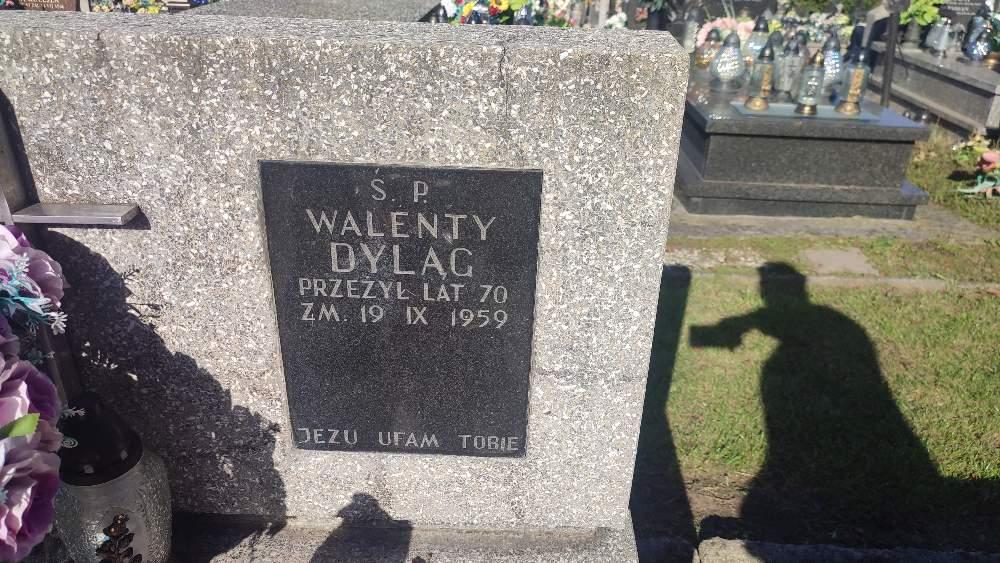 Ś. P.
WALENTY
DYLĄG
PRZEŻYŁ LAT 70
ZM. 19 IX 1959
JEZU UFAM TOBIE